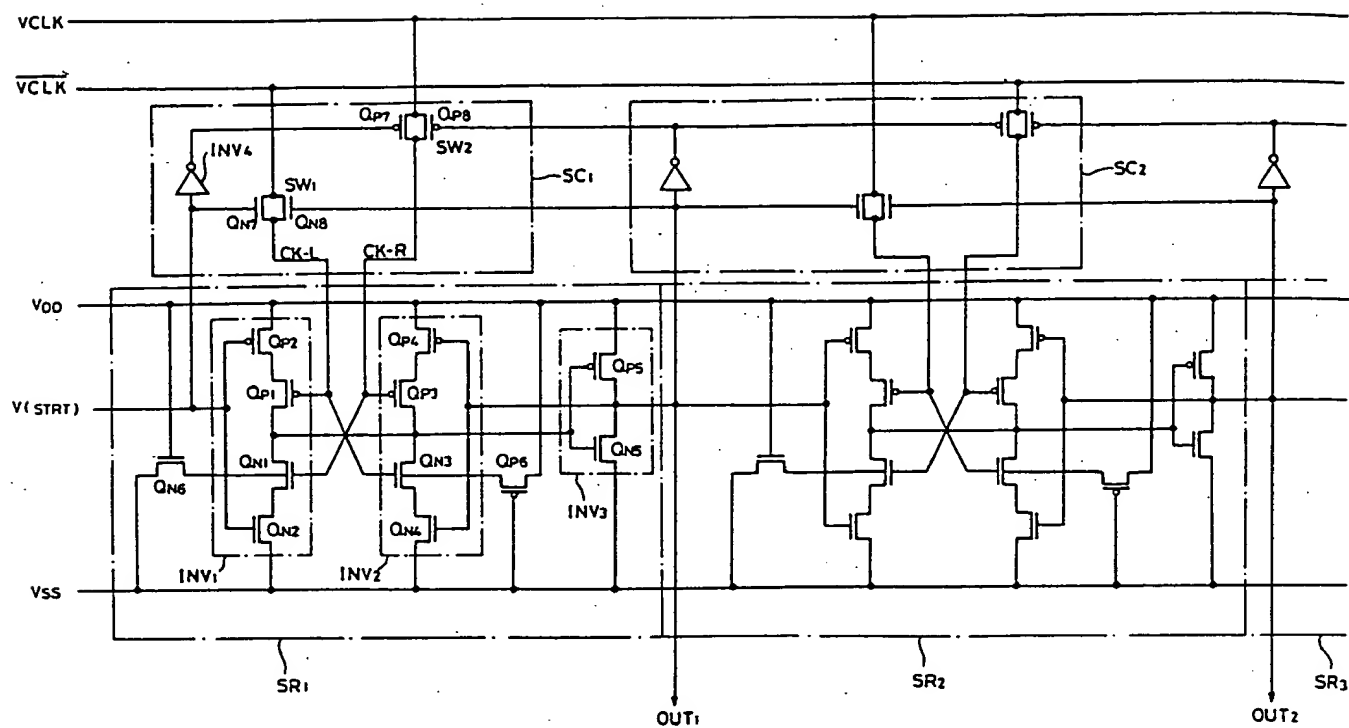 VCLK
VCLK
QP7
QP8
SW2
INV4
SC1
SC2
SW1
QN7
QN8
CK-L
CK-R
VDD
QP2
QP4
QP5
QP1
QP3
V(STRT)
QN1
QN3
QP6
QN5
QN6
QN2
QN4
INV3
INV1
INV2
VSS
SR1
SR2
SR3
OUT1
OUT2